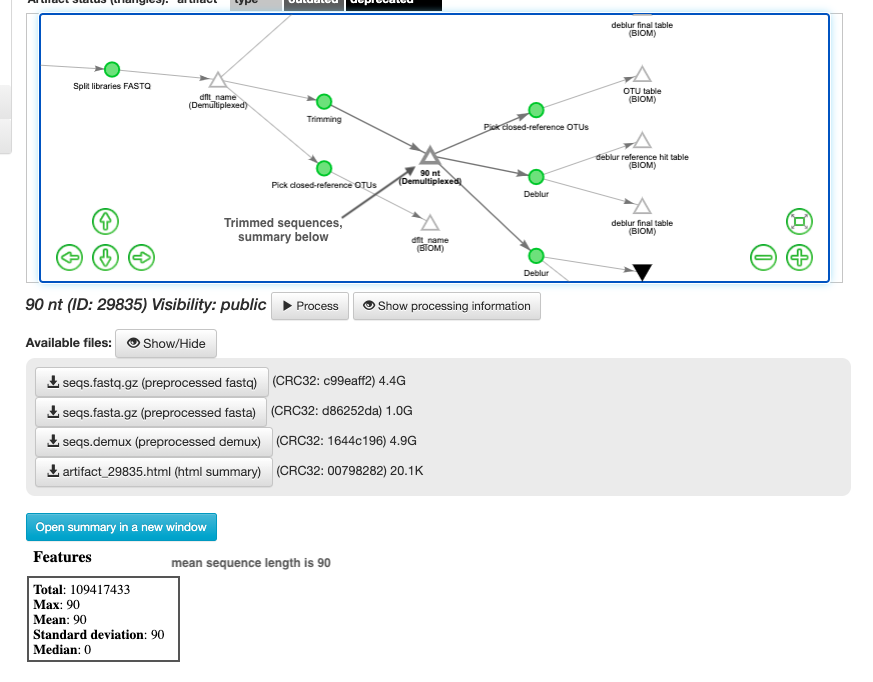 Artifact status (triangles): artifact type outdated deprecated
deblur final table
(BIOM)
Split libraries FASTQ
dflt_name
(Demultiplexed)
OTU table
(BIOM)
Trimming
Pick closed-reference OTUs
deblur reference hit table
(BIOM)
90 nt
(Demultiplexed)
Pick closed-reference OTUs
Deblur
Trimmed sequences,
summary below
deblur final table
(BIOM)
dflt_name
(BIOM)
Deblur
90 nt (ID: 29835) Visibility: public Process Show processing information
Available files: Show/Hide
seqs.fastq.gz (preprocessed fastq) (CRC32: c99eaff2) 4.4G
seqs.fasta.gz (preprocessed fasta) (CRC32: d86252da) 1.0G
seqs.demux (preprocessed demux) (CRC32: 1644c196) 4.9G
artifact_29835.html (html summary) (CRC32: 00798282) 20.1K
Open summary in a new window
Features
mean sequence length is 90
Total: 109417433
Max: 90
Mean: 90
Standard deviation: 90
Median: 0